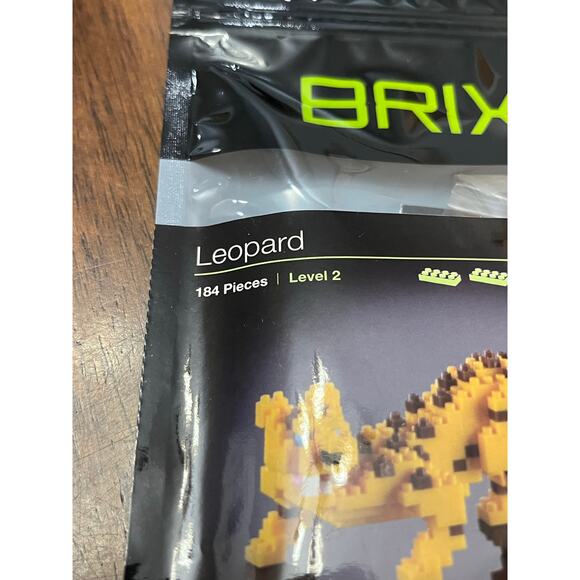 BRIX
Leopard
184 Pieces | Level 2